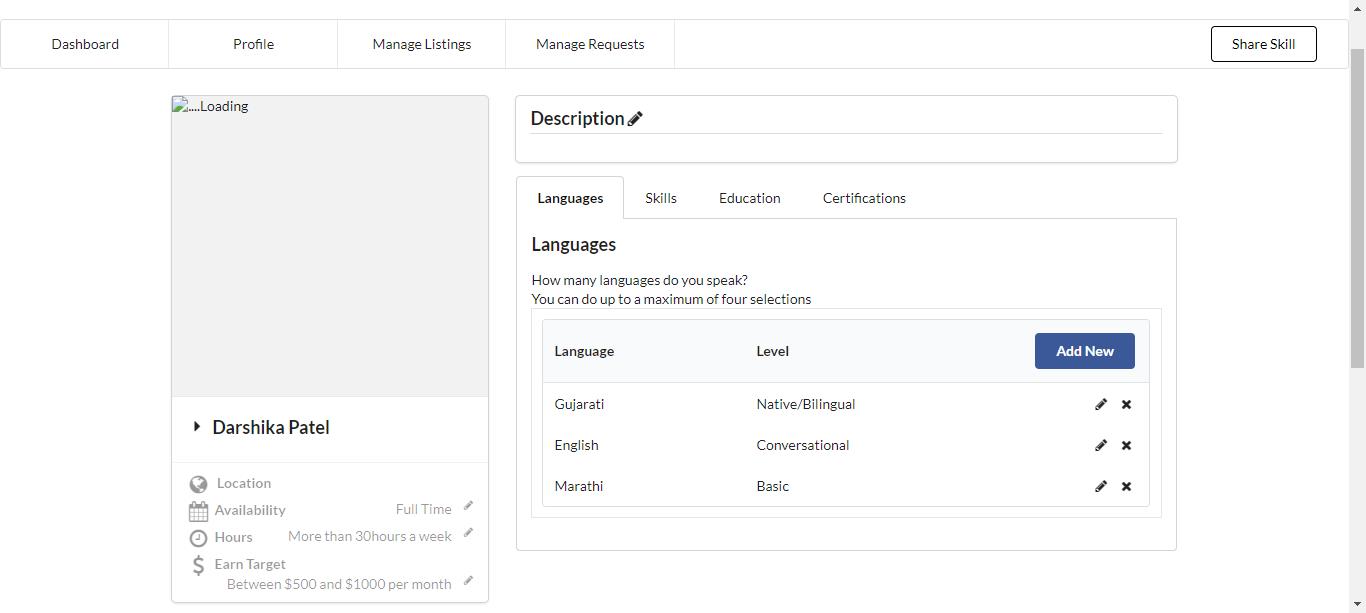 Dashboard Profile Manage Listings Manage Requests Share Skill
....Loading
Darshika Patel
Location
Availability Full Time
Hours More than 30hours a week
Earn Target
Between $500 and $1000 per month
Description
Languages Skills Education Certifications
Languages
How many languages do you speak?
You can do up to a maximum of four selections
Language Level Add New
Gujarati Native/Bilingual
English Conversational
Marathi Basic